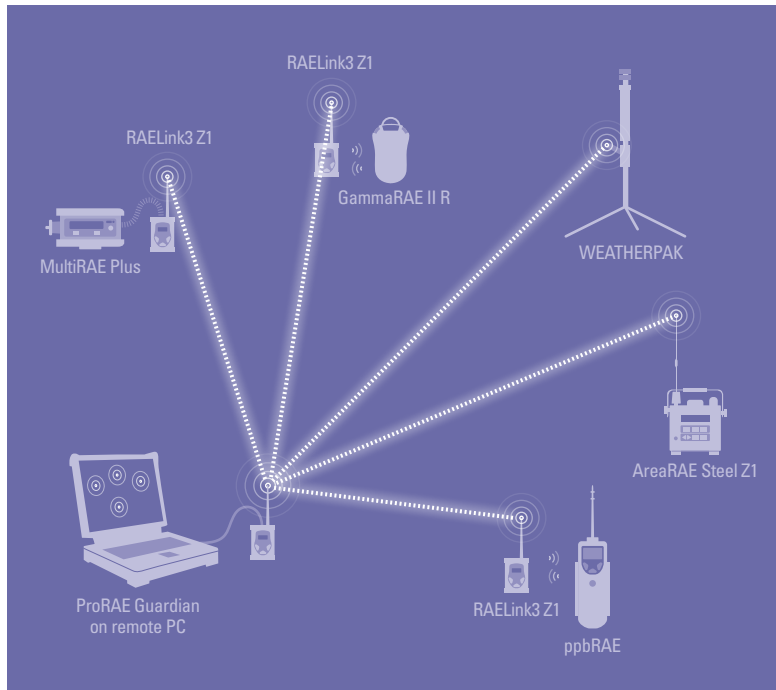 RAELink3 Z1
RAELink3 Z1
GammaRAE II R
MultiRAE Plus
WEATHERPAK
AreaRAE Steel Z1
ProRAE Guardian
on remote PC
RAELink3 Z1
ppbRAE